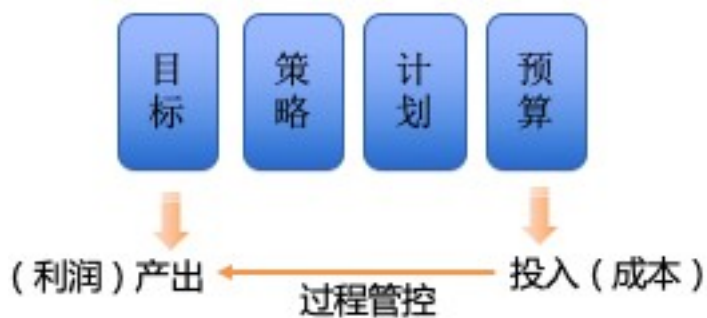 目标
策略
计划
预算
（利润）产出
过程管控
投入（成本）